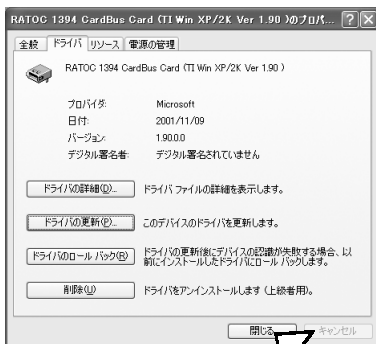 RATOC 1394 CardBus Card (TI Win XP/2K Ver 1.90 )のプロパ...
全般 ドライバ リソース 電源の管理
RATOC 1394 CardBus Card (TI Win XP/2K Ver 1.90 )
プロバイダ: Microsoft
日付: 2001/11/09
バージョン: 1.90.0.0
デジタル署名者: デジタル署名されていません
ドライバの詳細(D)... ドライバ ファイルの詳細を表示します。
ドライバの更新(P)... このデバイスのドライバを更新します。
ドライバのロール バック(R) ドライバの更新後にデバイスの認識が失敗する場合、以
前にインストールしたドライバにロール バックします。
削除(U) ドライバをアンインストールします (上級者用)。
閉じる キャンセル